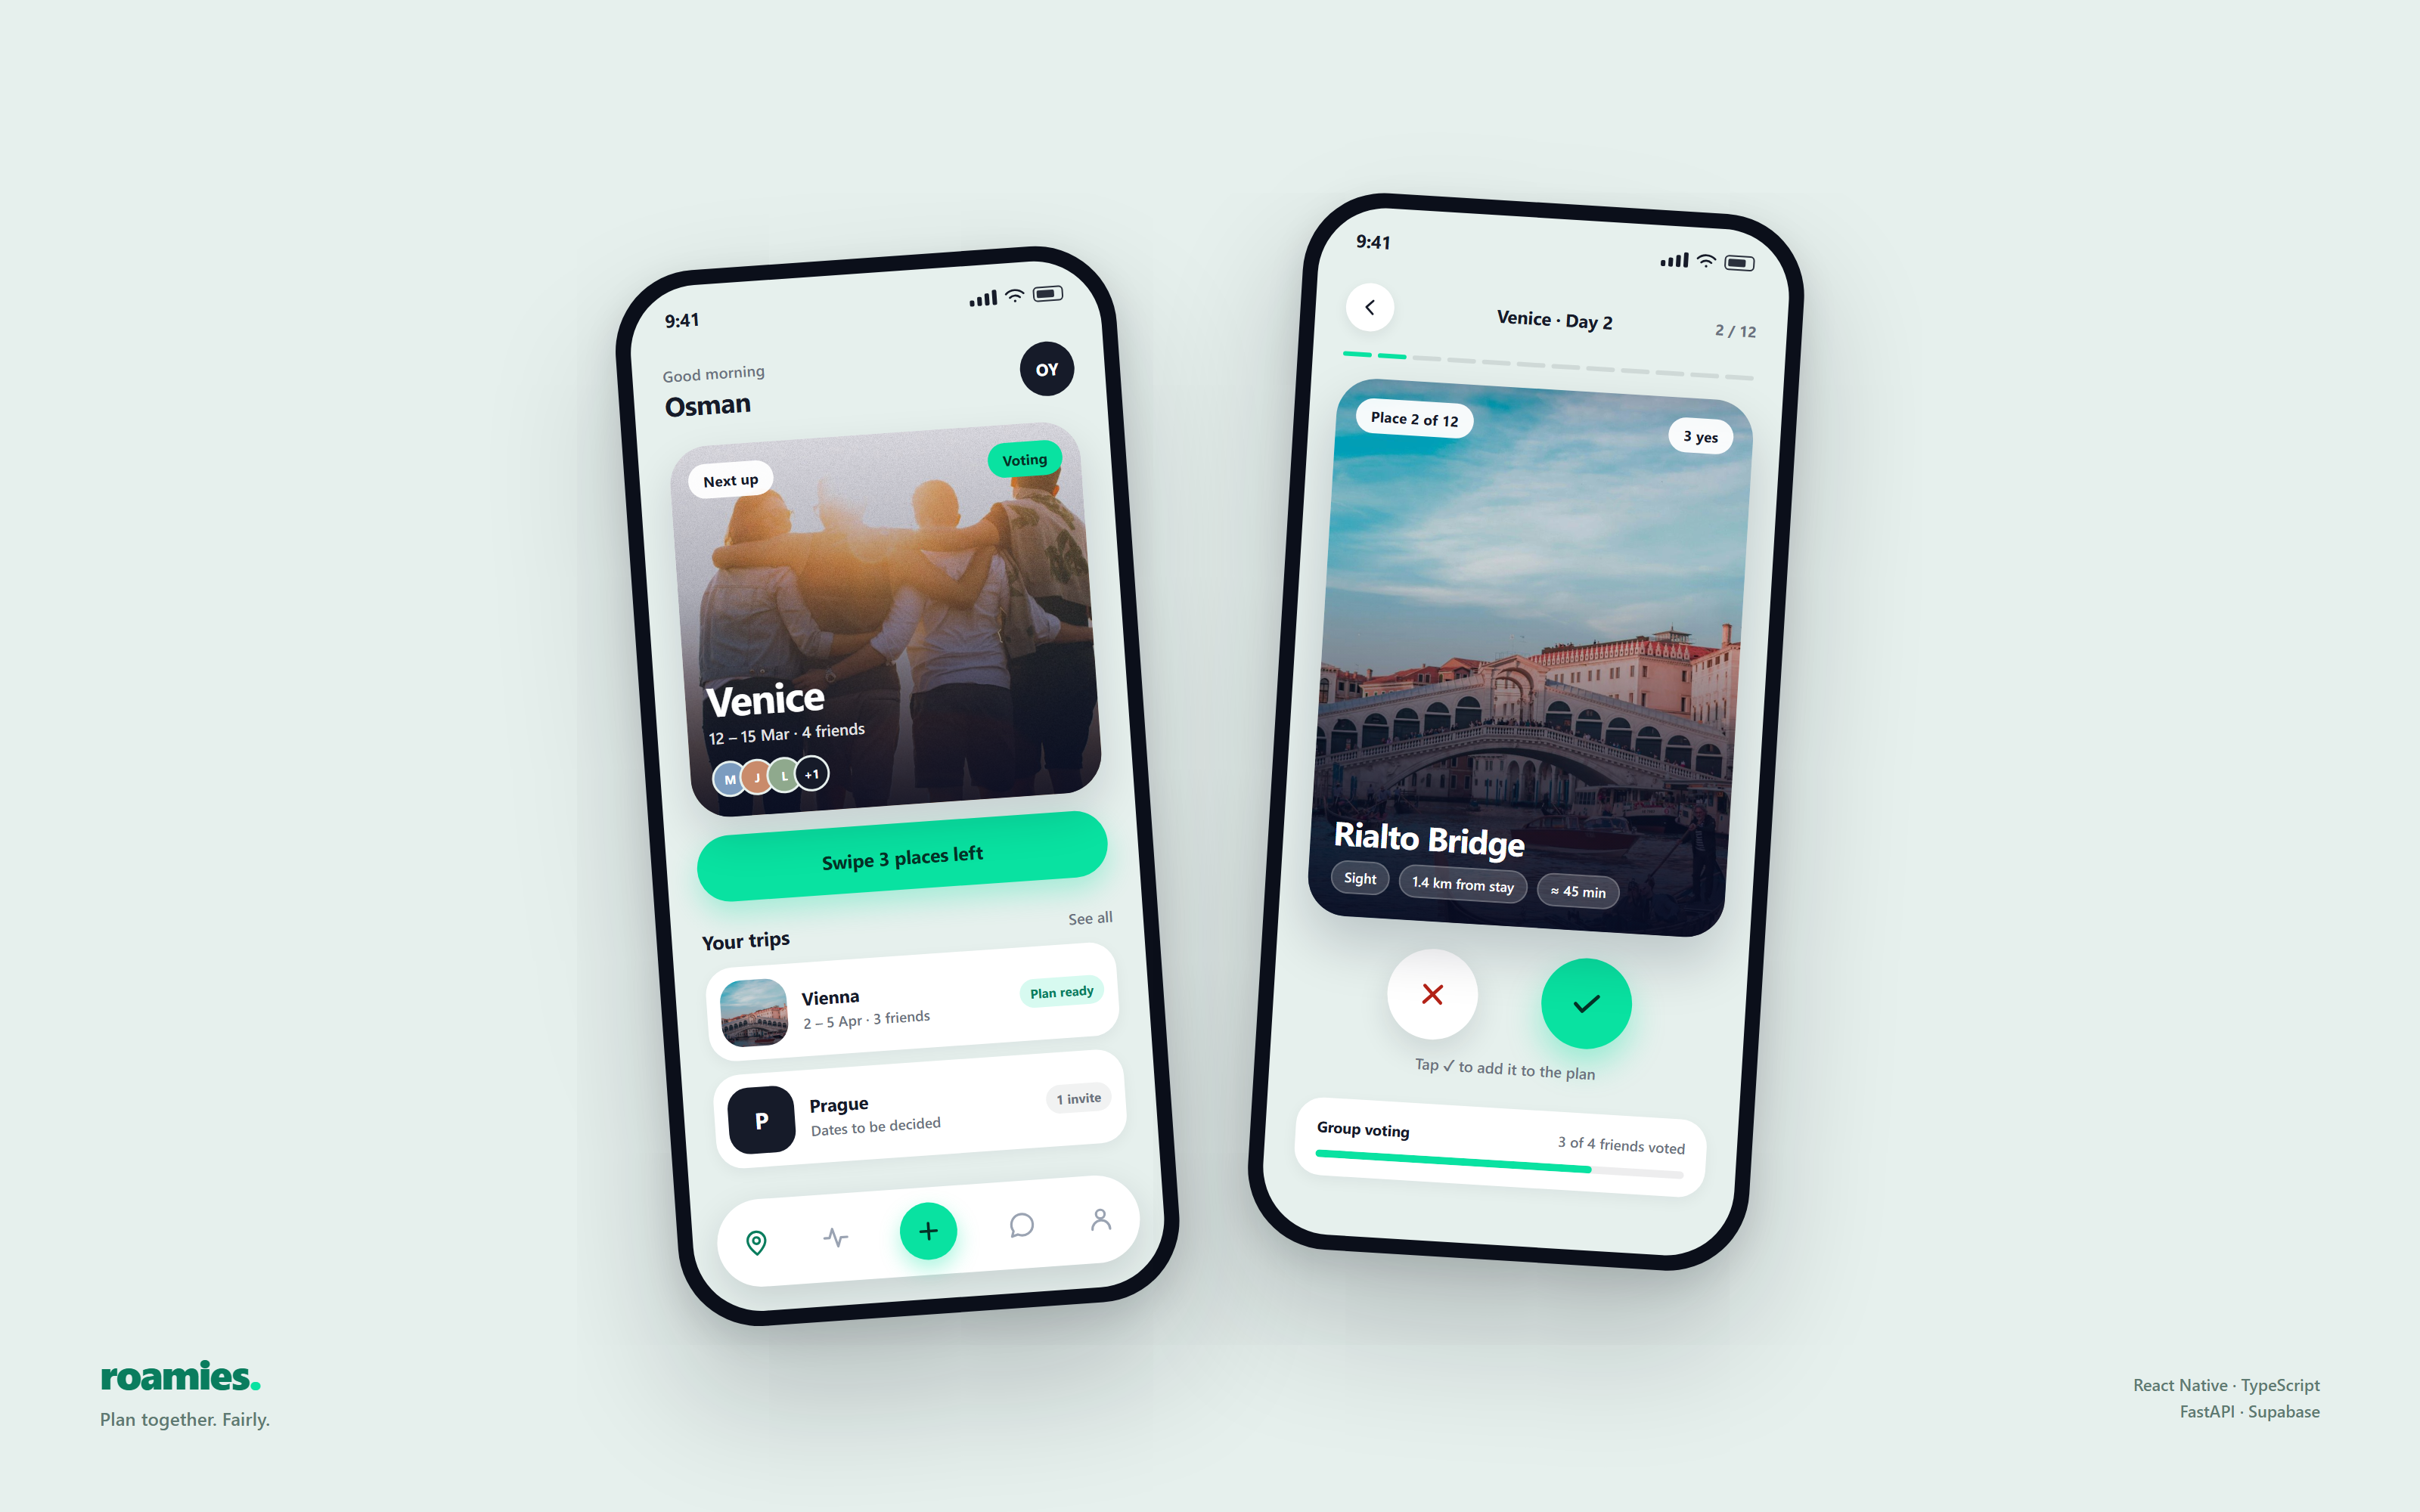 9:41
Good morning
Osman
OY
Next up
Voting
Venice
12 – 15 Mar · 4 friends
M J L +1
Swipe 3 places left
Your trips
See all
Vienna
2 – 5 Apr · 3 friends
Plan ready
P
Prague
Dates to be decided
1 invite
9:41
Venice · Day 2
2 / 12
Place 2 of 12
3 yes
Rialto Bridge
Sight
1.4 km from stay
≈ 45 min
Tap ✓ to add it to the plan
Group voting
3 of 4 friends voted
roamies.
Plan together. Fairly.
React Native · TypeScript
FastAPI · Supabase